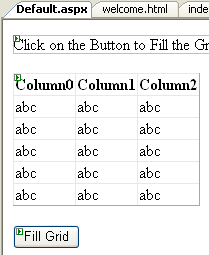 Default.aspx welcome.html inde
Click on the Button to Fill the Gr
Column0 Column1 Column2
abc abc abc
abc abc abc
abc abc abc
abc abc abc
abc abc abc
Fill Grid